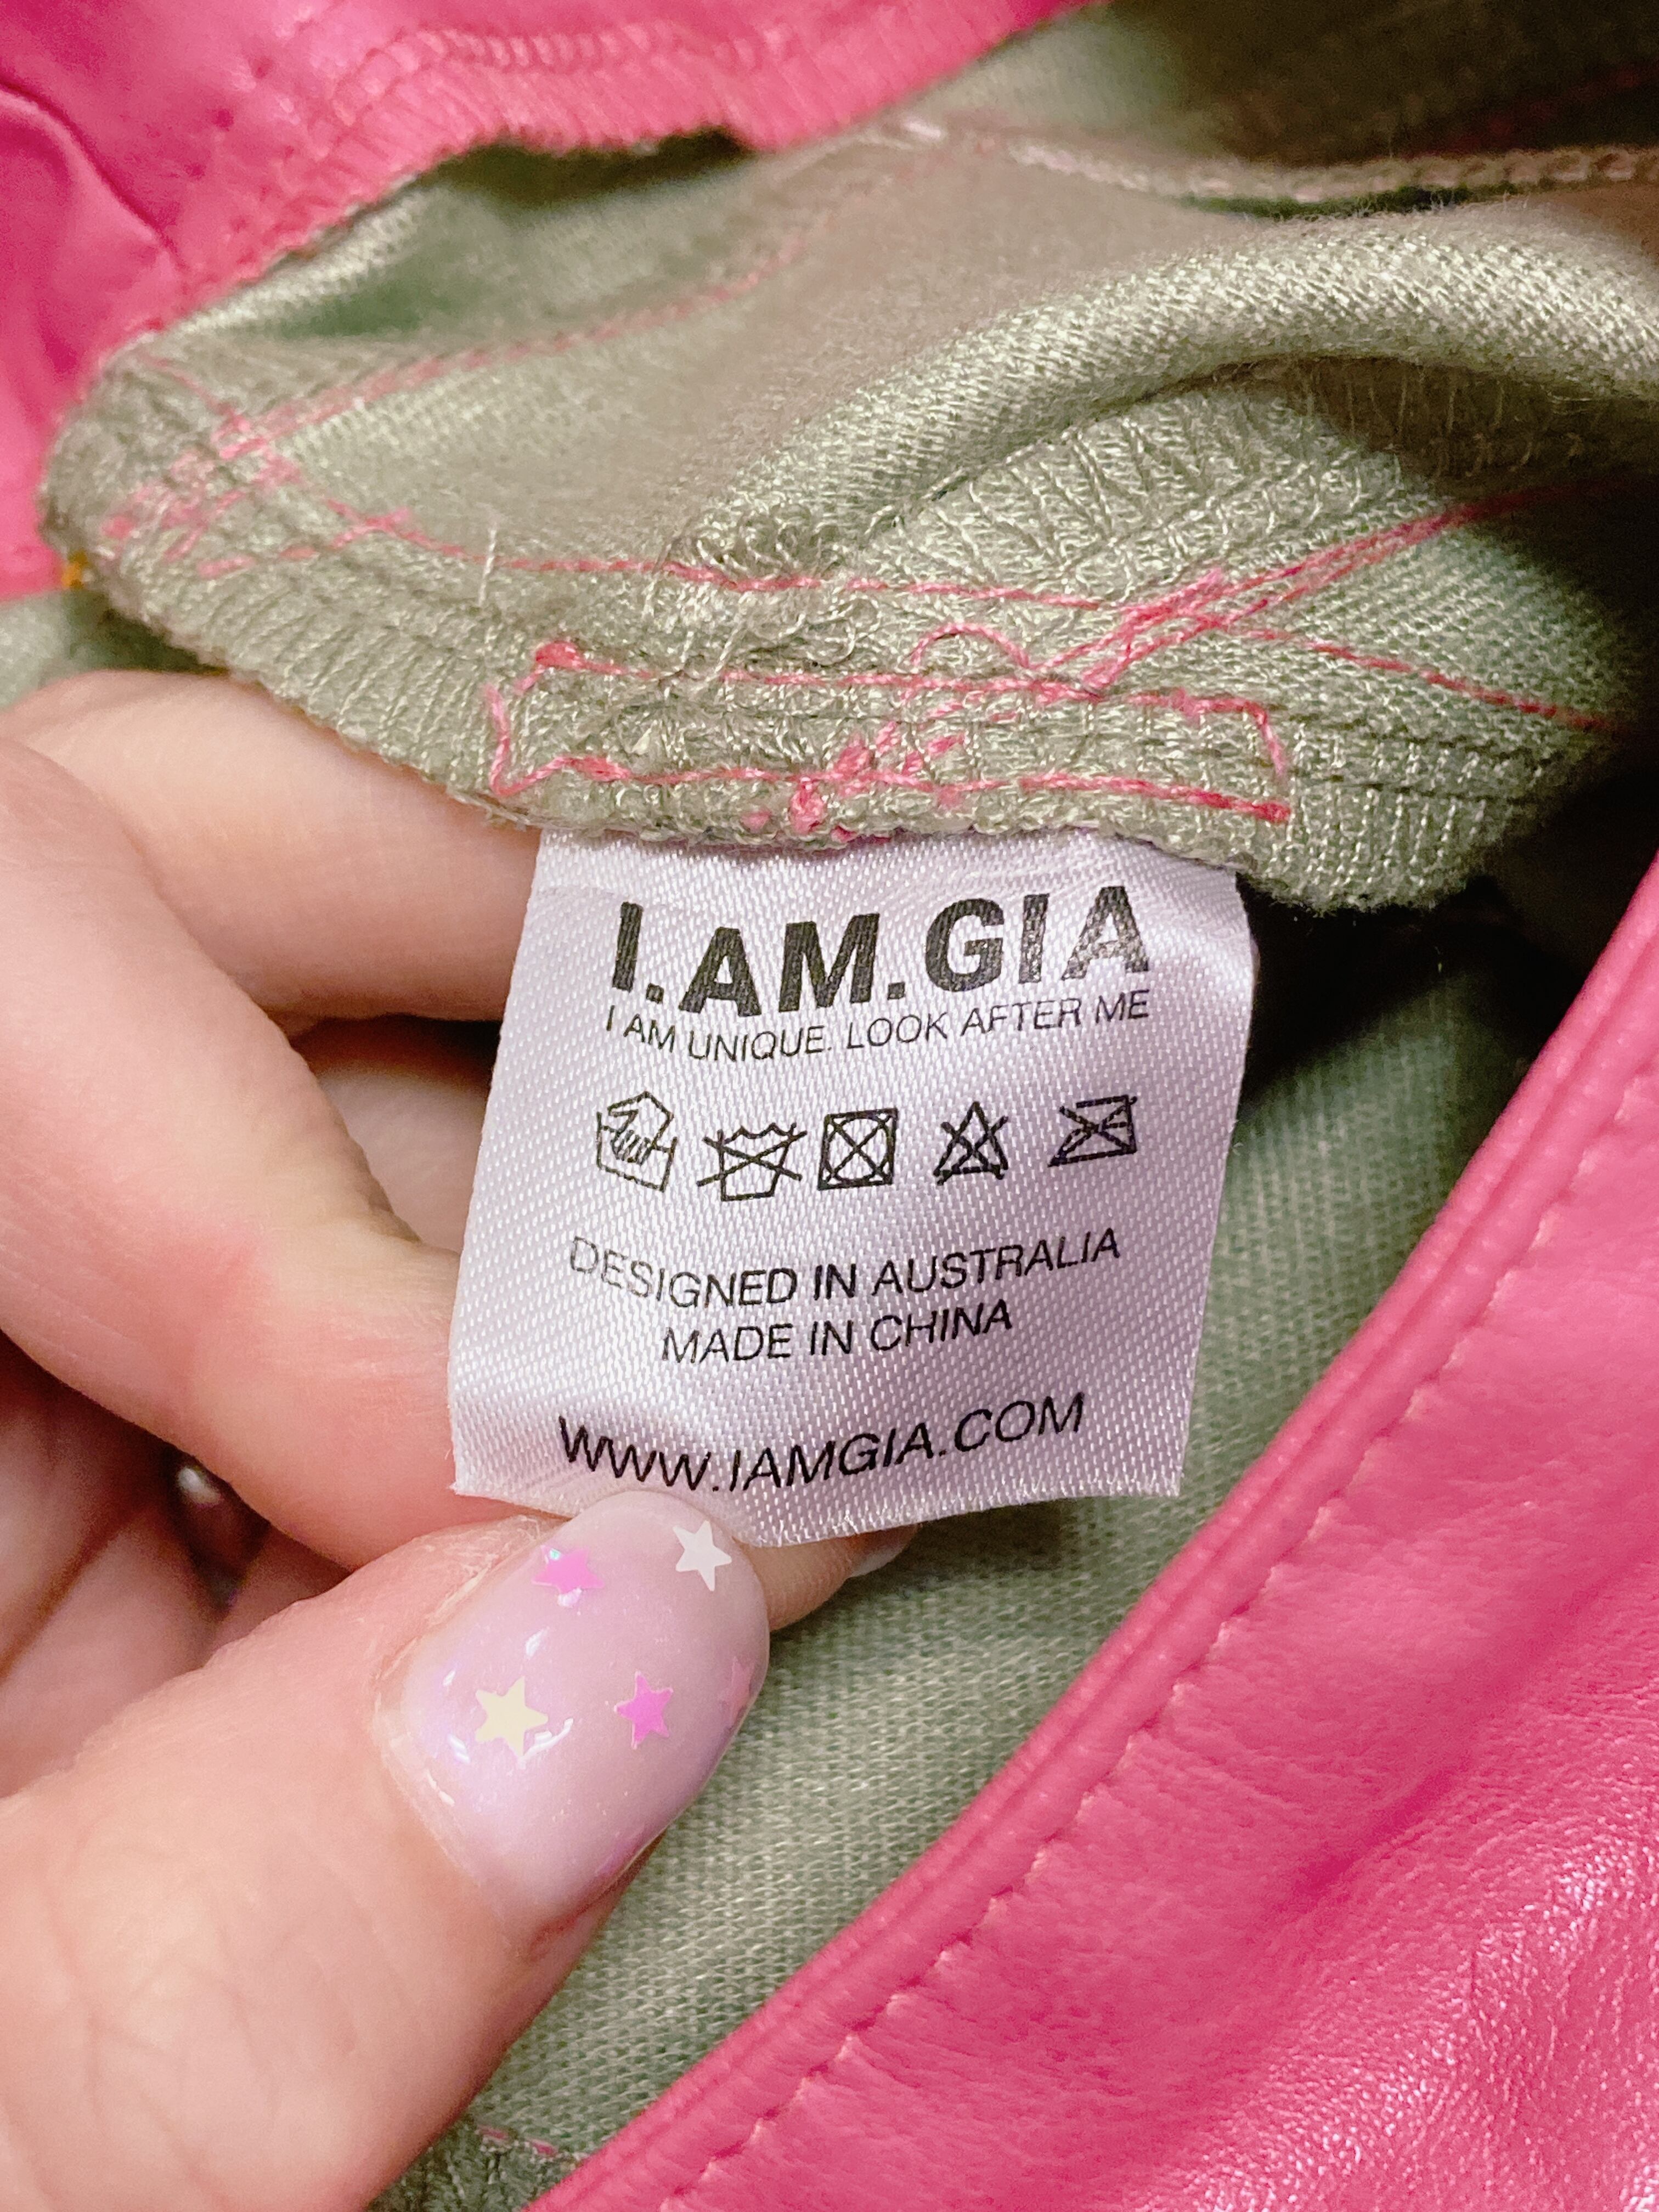 I.AM.GIA
I AM UNIQUE. LOOK AFTER ME
DESIGNED IN AUSTRALIA
MADE IN CHINA
WWW.IAMGIA.COM